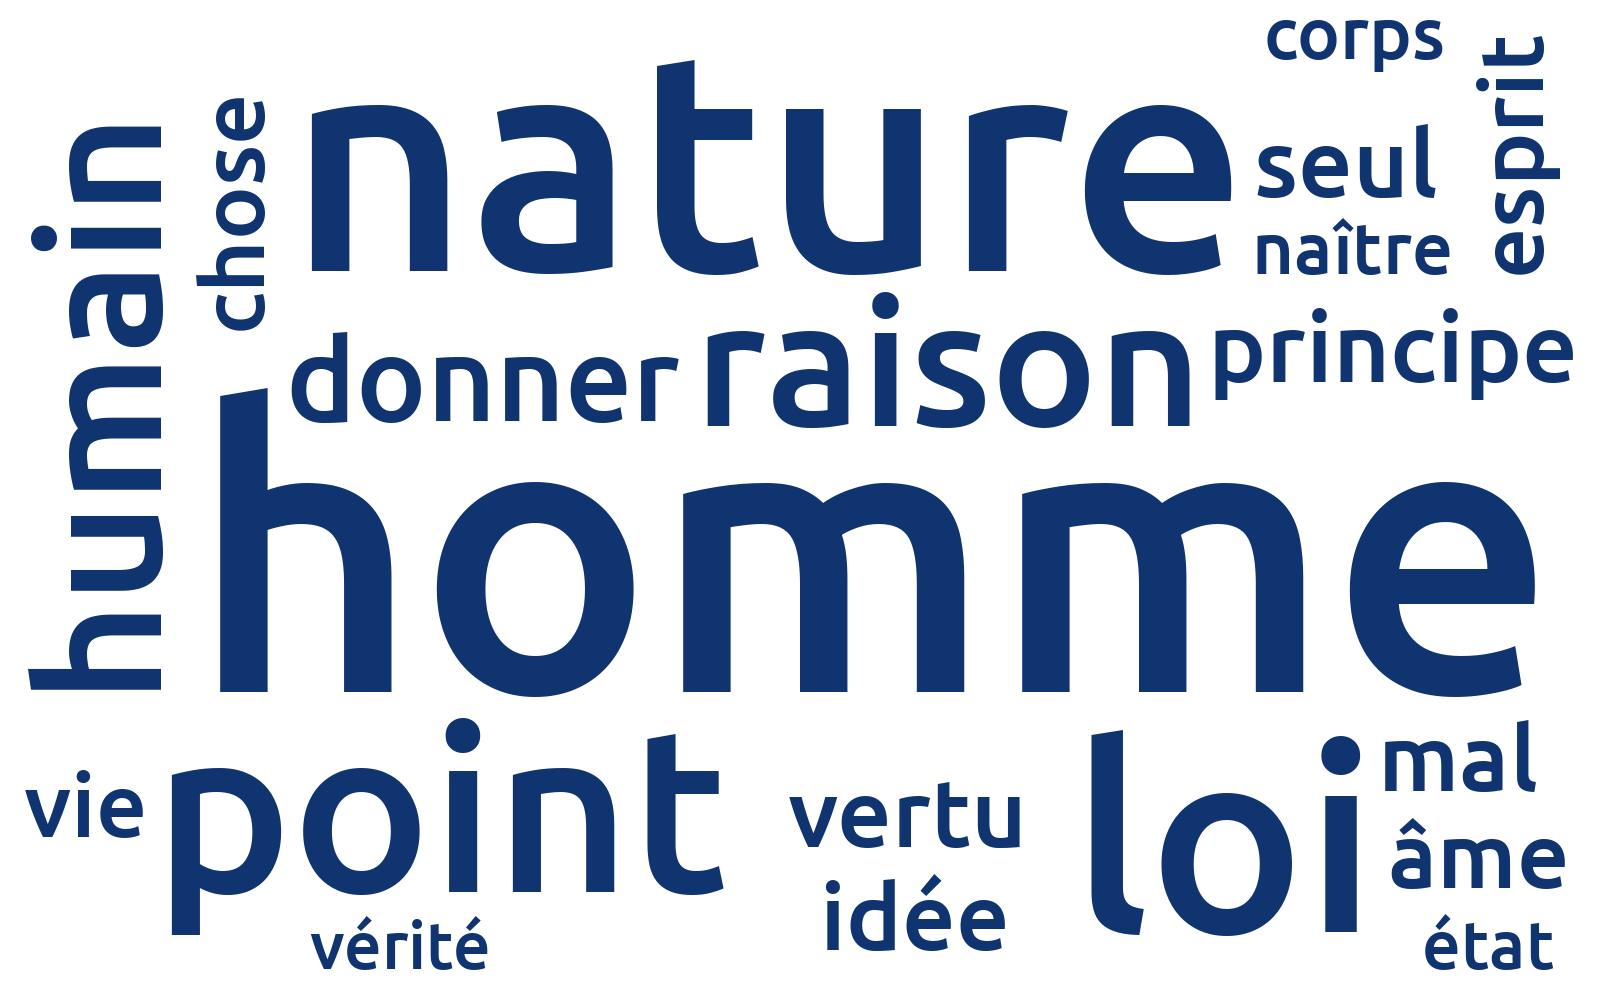 corps
esprit
chose
nature
seul
naître
humain
donner
raison
principe
homme
vie
point
vertu
loi
mal
âme
idée
vérité
état